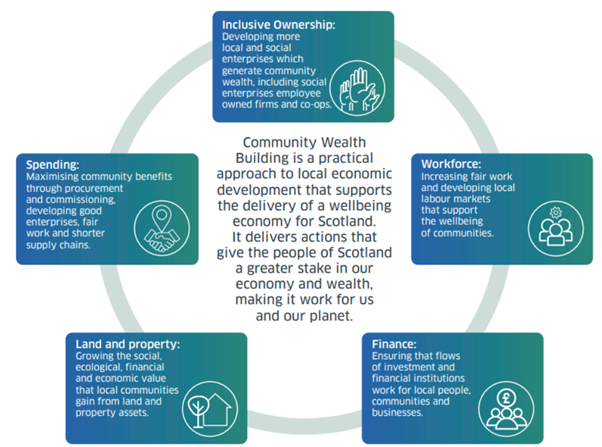 Inclusive Ownership:
Developing more
local and social
enterprises which
generate community
wealth, including social
enterprises employee
owned firms and co-ops.
Spending:
Maximising community benefits
through procurement
and commissioning,
developing good
enterprises, fair
work and shorter
supply chains.
Community Wealth
Building is a practical
approach to local economic
development that supports
the delivery of a wellbeing
economy for Scotland.
It delivers actions that
give the people of Scotland
a greater stake in our
economy and wealth,
making it work for us
and our planet.
Workforce:
Increasing fair work
and developing local
labour markets
that support
the wellbeing
of communities.
Land and property:
Growing the social,
ecological, financial
and economic value
that local communities
gain from land and
property assets.
Finance:
Ensuring that flows
of investment and
financial institutions
work for local people,
communities and
businesses.
£